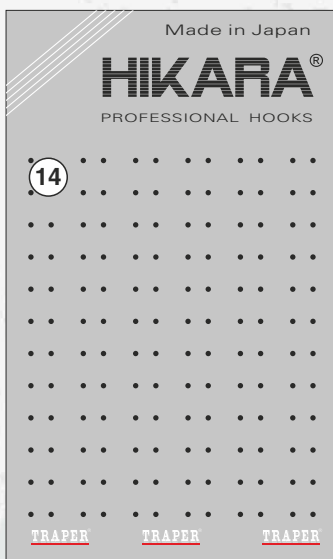 Made in Japan
HIKARA®
PROFESSIONAL HOOKS
14
TRAPER® TRAPER® TRAPER®